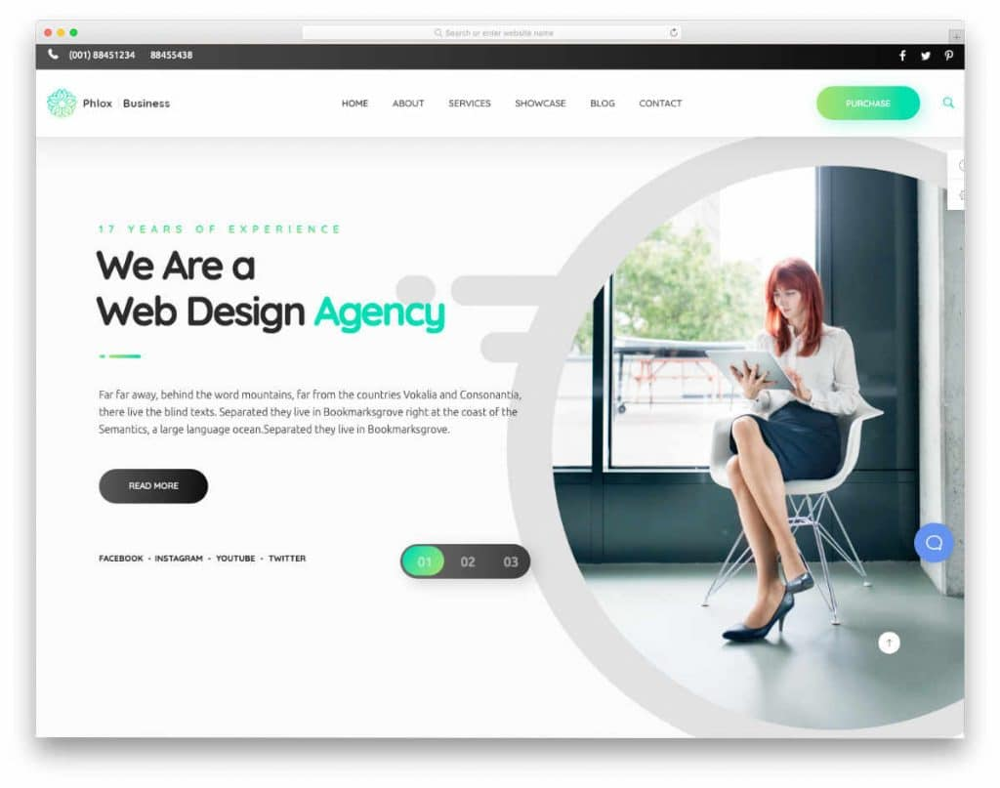 Search or enter website name
(001) 88451234 88455438
Phlox Business
HOME ABOUT SERVICES SHOWCASE BLOG CONTACT
PURCHASE
17 YEARS OF EXPERIENCE
We Are a
Web Design Agency
Far far away, behind the word mountains, far from the countries Vokalia and Consonantia,
there live the blind texts. Separated they live in Bookmarksgrove right at the coast of the
Semantics, a large language ocean.Separated they live in Bookmarksgrove.
READ MORE
FACEBOOK - INSTAGRAM - YOUTUBE - TWITTER
01 02 03